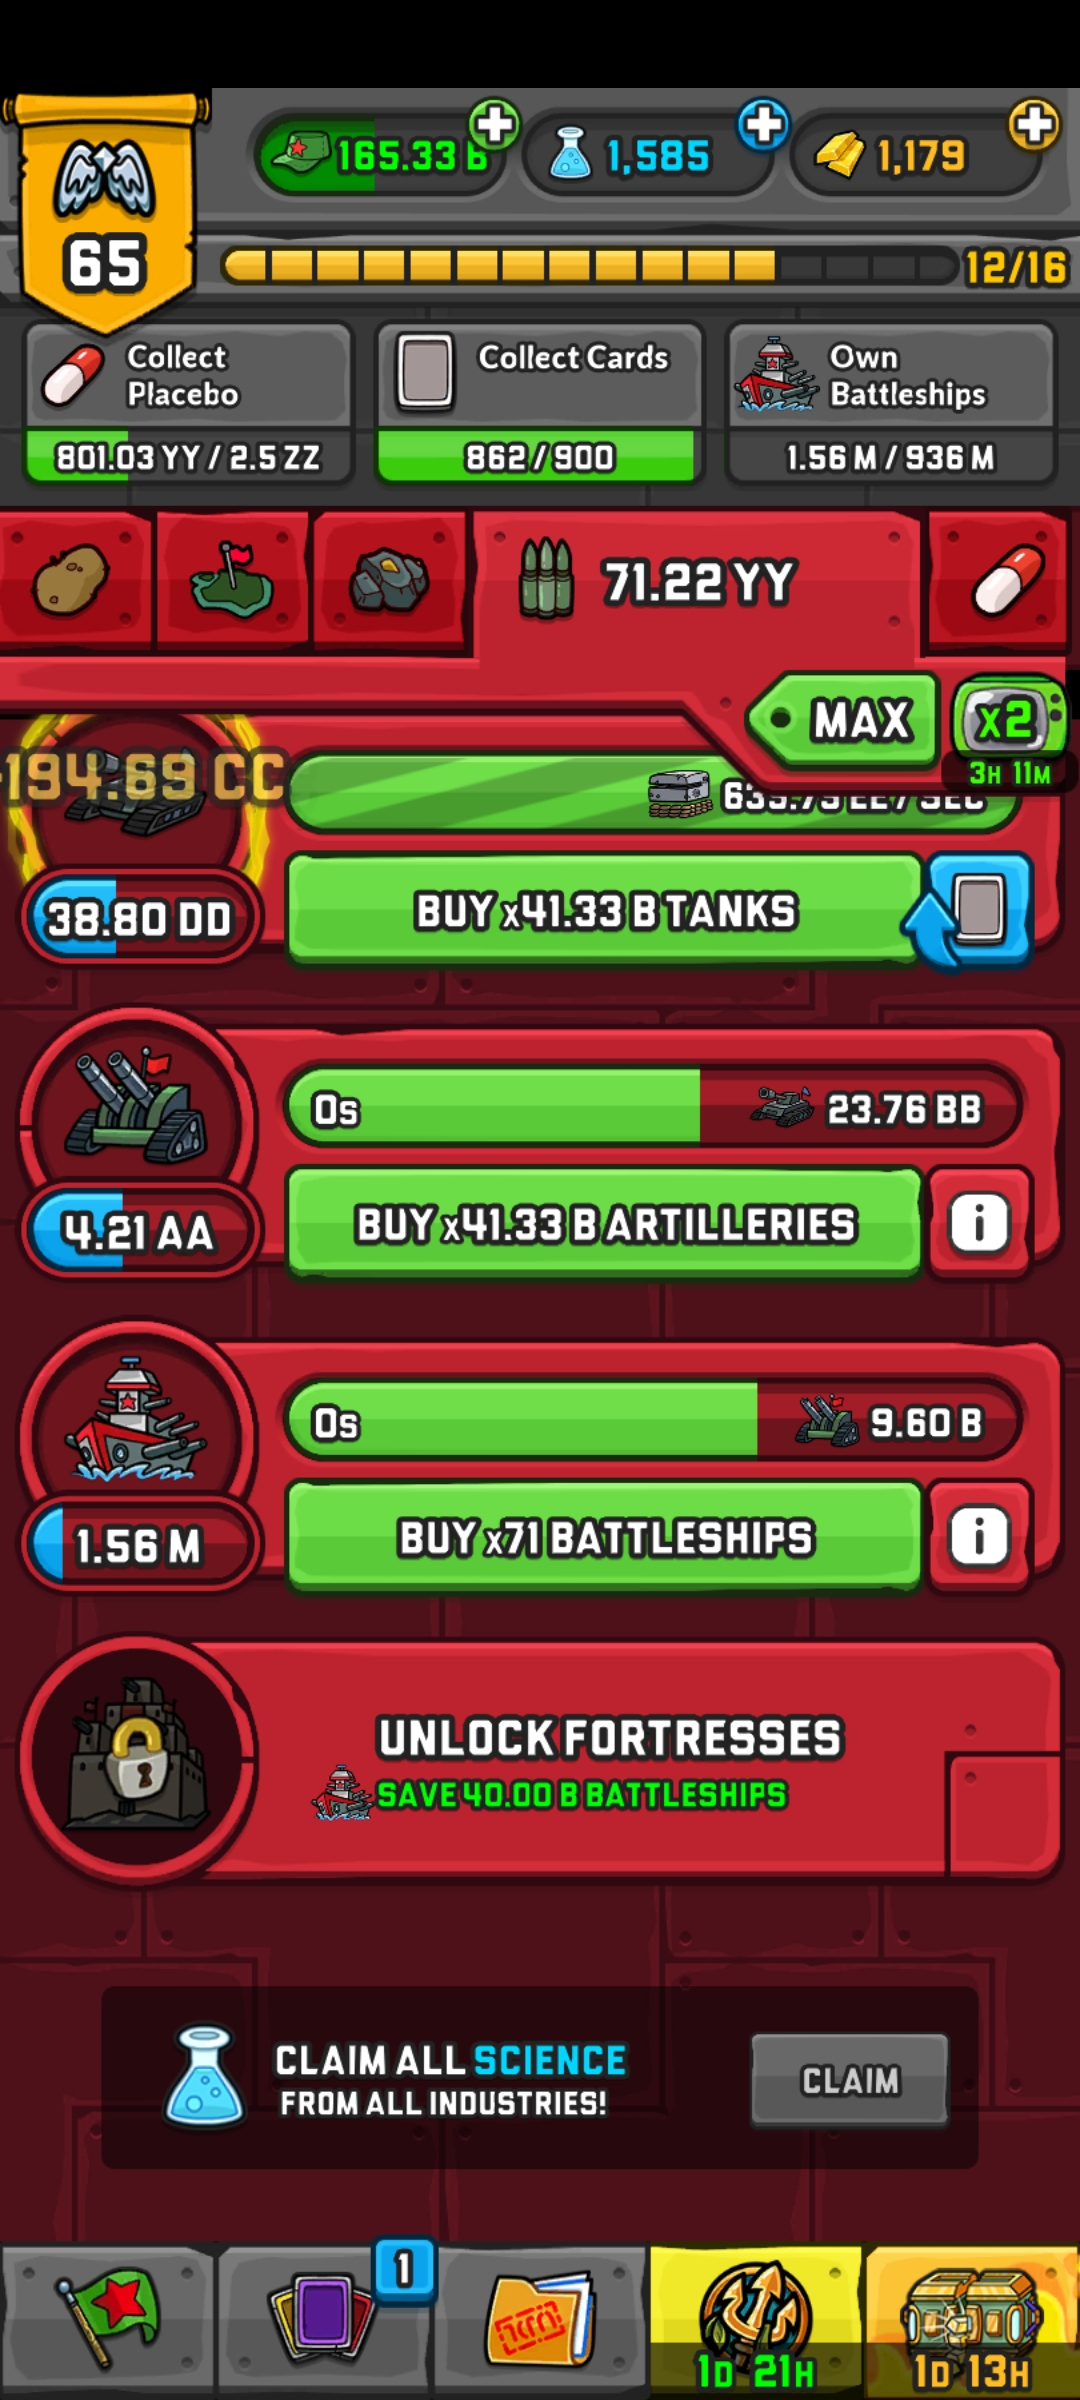 165.33 B
1,585
1,179
65
12/16
Collect
Placebo
801.03 YY / 2.5 ZZ
Collect Cards
862/900
Own
Battleships
1.56 M / 936 M
71.22 YY
MAX
x2
3H 11M
194.69 CC
635.75 EE / SEC
38.80 DD
BUY x41.33 B TANKS
0s
23.76 BB
4.21 AA
BUY x41.33 B ARTILLERIES
i
0s
9.60 B
1.56 M
BUY x71 BATTLESHIPS
i
UNLOCK FORTRESSES
SAVE 40.00 B BATTLESHIPS
CLAIM ALL SCIENCE
FROM ALL INDUSTRIES!
CLAIM
1
1D 21H
1D 13H